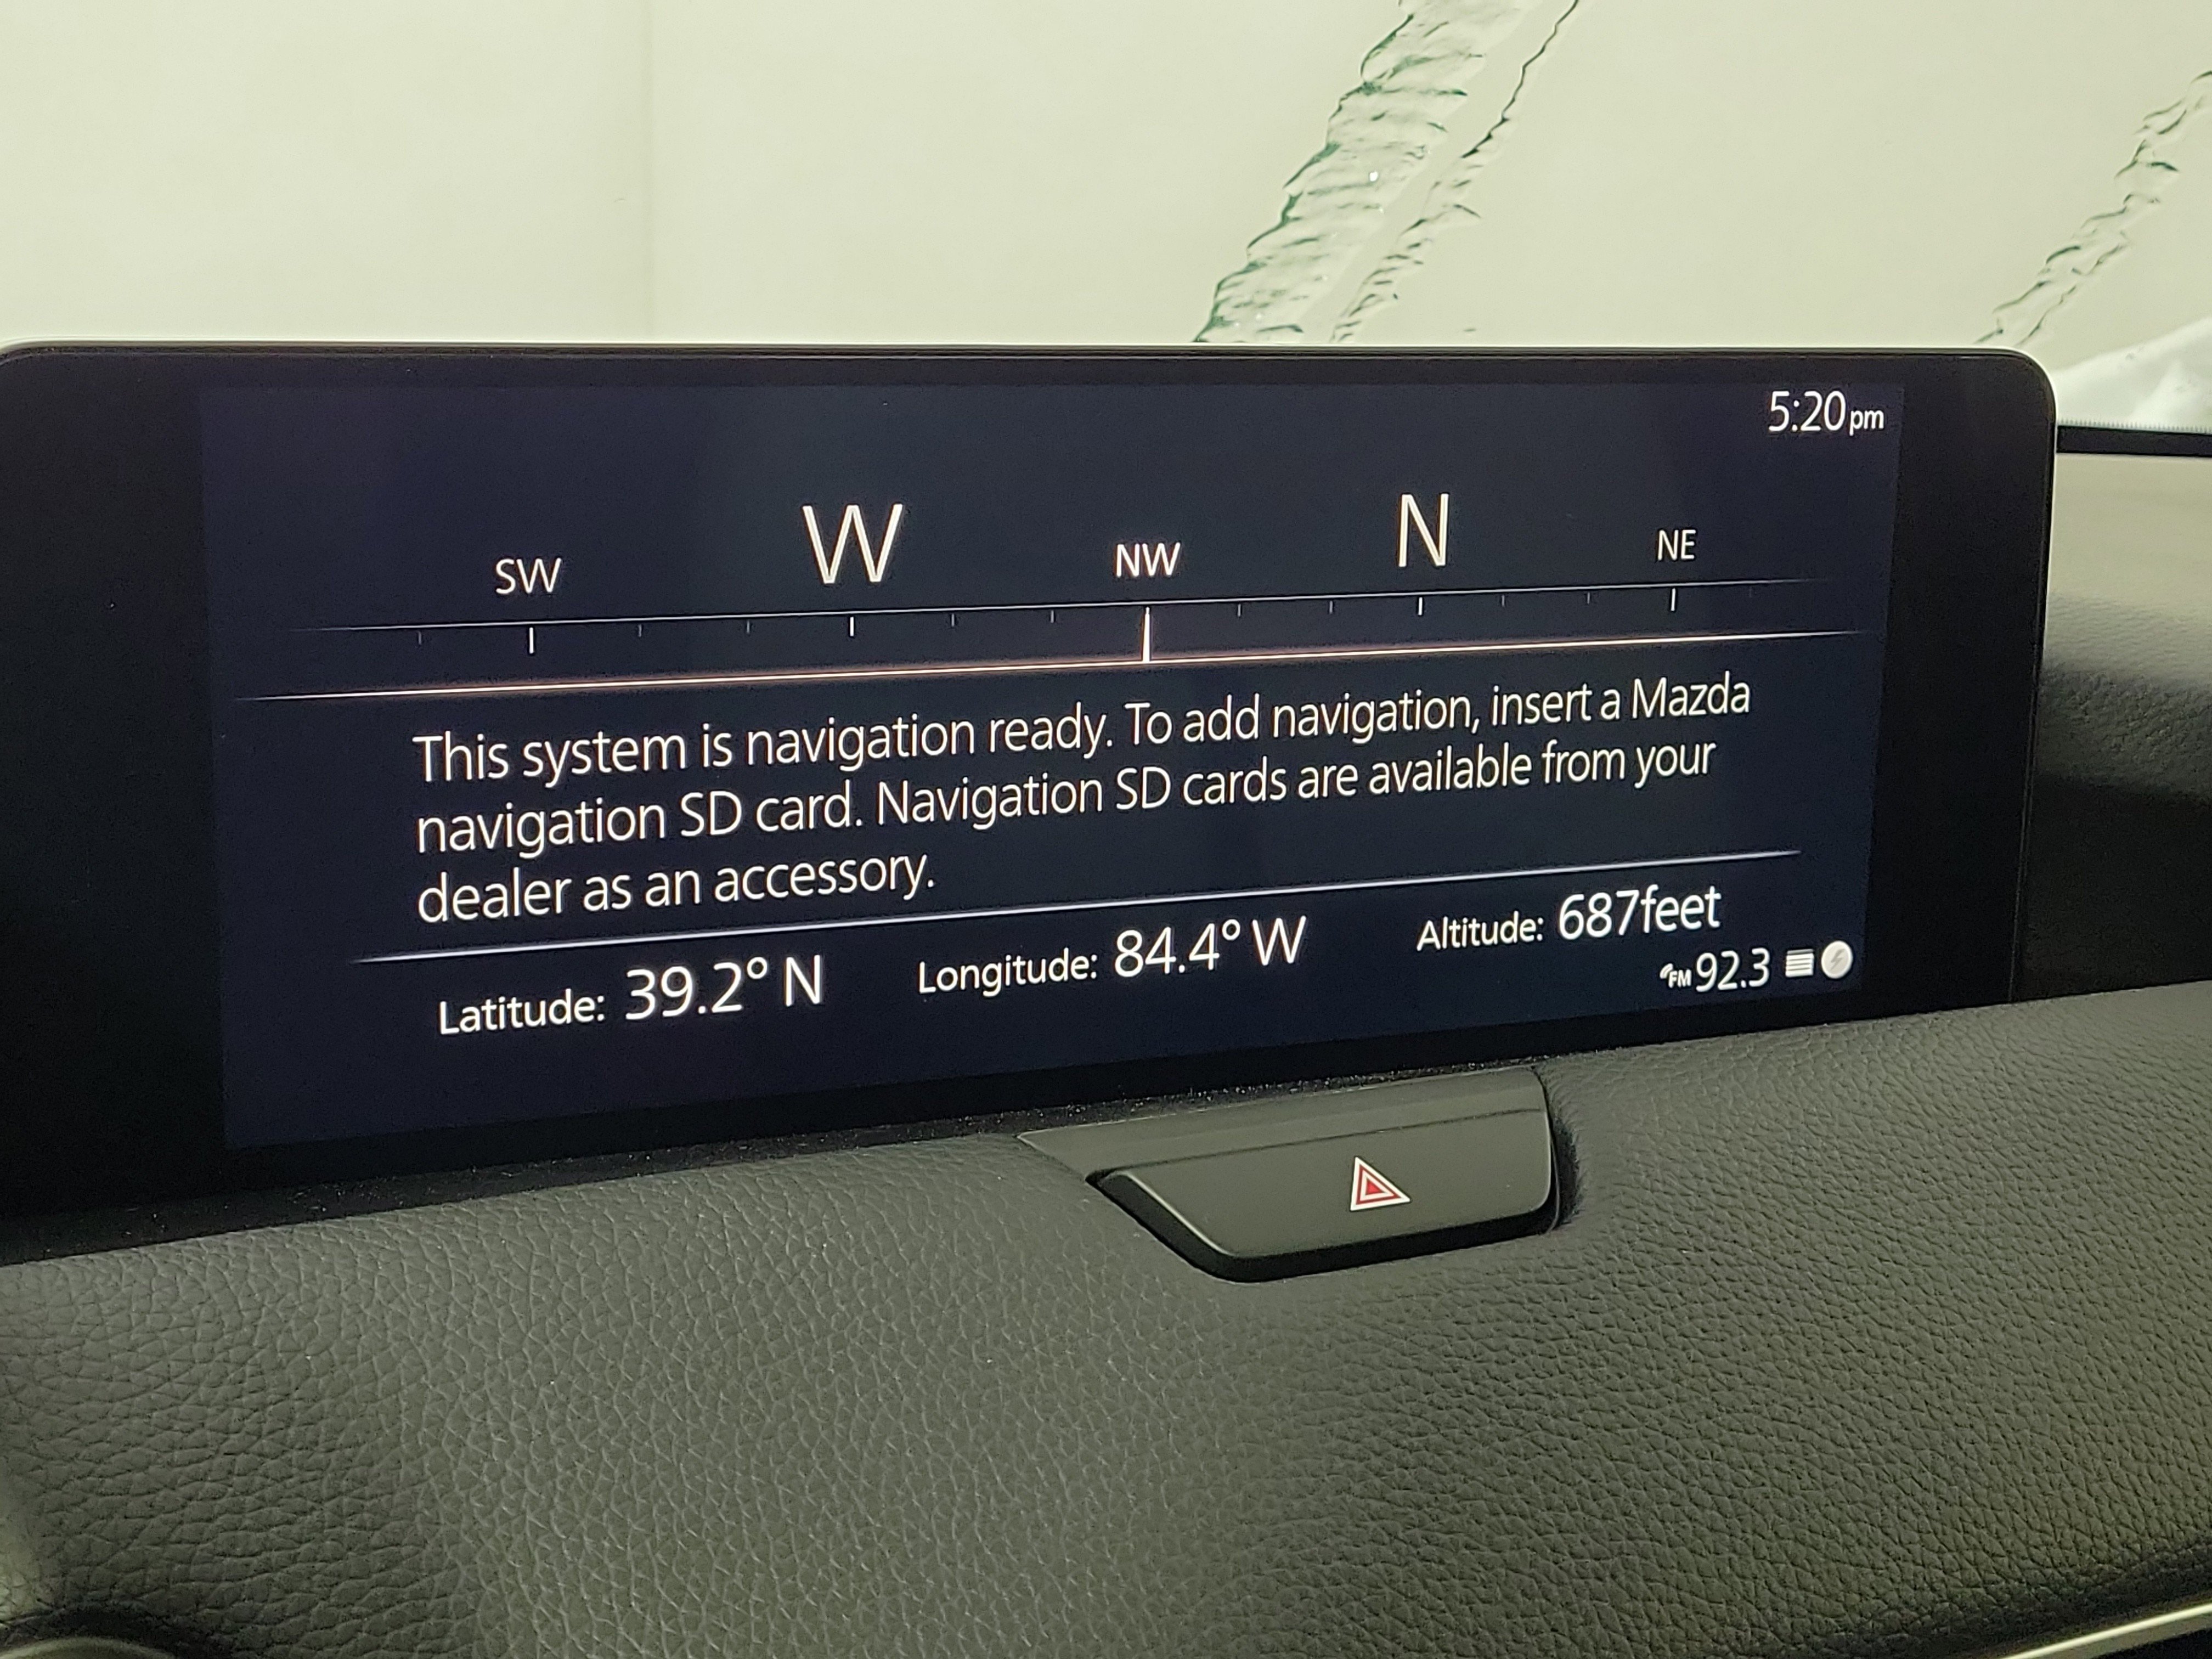 5:20pm
SW W NW N NE
This system is navigation ready. To add navigation, insert a Mazda
navigation SD card. Navigation SD cards are available from your
dealer as an accessory.
Latitude: 39.2° N Longitude: 84.4° W Altitude: 687feet
FM 92.3